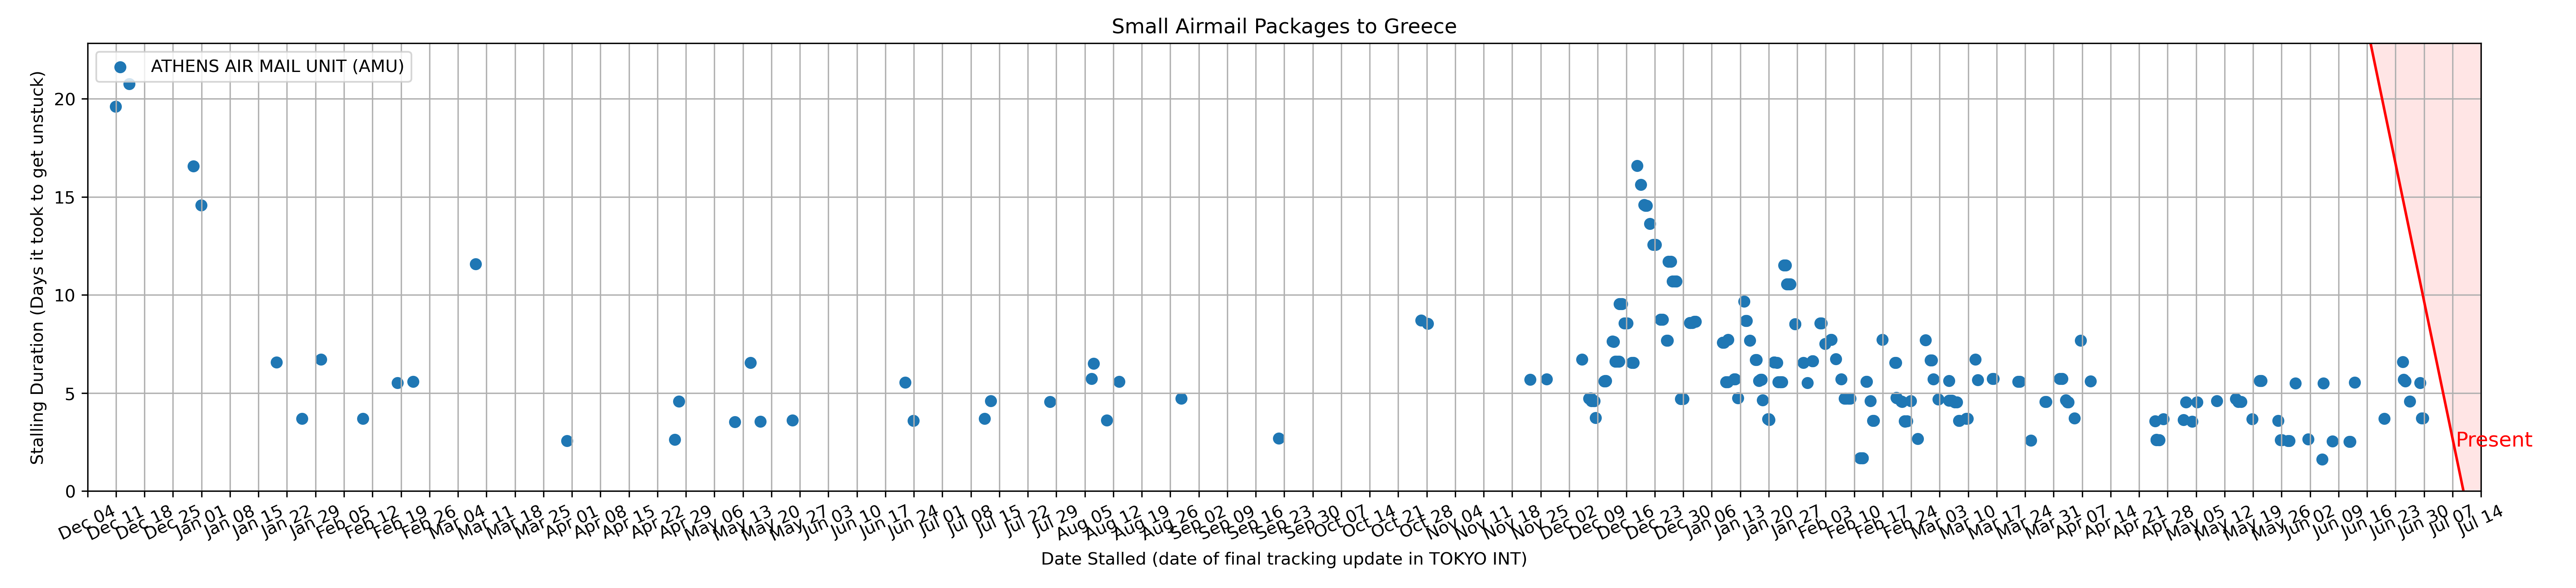 Small Airmail Packages to Greece
ATHENS AIR MAIL UNIT (AMU)
Stalling Duration (Days it took to get unstuck)
20
15
10
5
0
Present
Dec 04 Dec 11 Dec 18 Dec 25 Jan 01 Jan 08 Jan 15 Jan 22 Jan 29 Feb 05 Feb 12 Feb 19 Feb 26 Mar 04 Mar 11 Mar 18 Mar 25 Apr 01 Apr 08 Apr 15 Apr 22 Apr 29 May 06 May 13 May 20 May 27 Jun 03 Jun 10 Jun 17 Jun 24 Jul 01 Jul 08 Jul 15 Jul 22 Jul 29 Aug 05 Aug 12 Aug 19 Aug 26 Sep 02 Sep 09 Sep 16 Sep 23 Sep 30 Oct 07 Oct 14 Oct 21 Oct 28 Nov 04 Nov 11 Nov 18 Nov 25 Dec 02 Dec 09 Dec 16 Dec 23 Dec 30 Jan 06 Jan 13 Jan 20 Jan 27 Feb 03 Feb 10 Feb 17 Feb 24 Mar 03 Mar 10 Mar 17 Mar 24 Mar 31 Apr 07 Apr 14 Apr 21 Apr 28 May 05 May 12 May 19 May 26 Jun 02 Jun 09 Jun 16 Jun 23 Jun 30 Jul 07 Jul 14
Date Stalled (date of final tracking update in TOKYO INT)